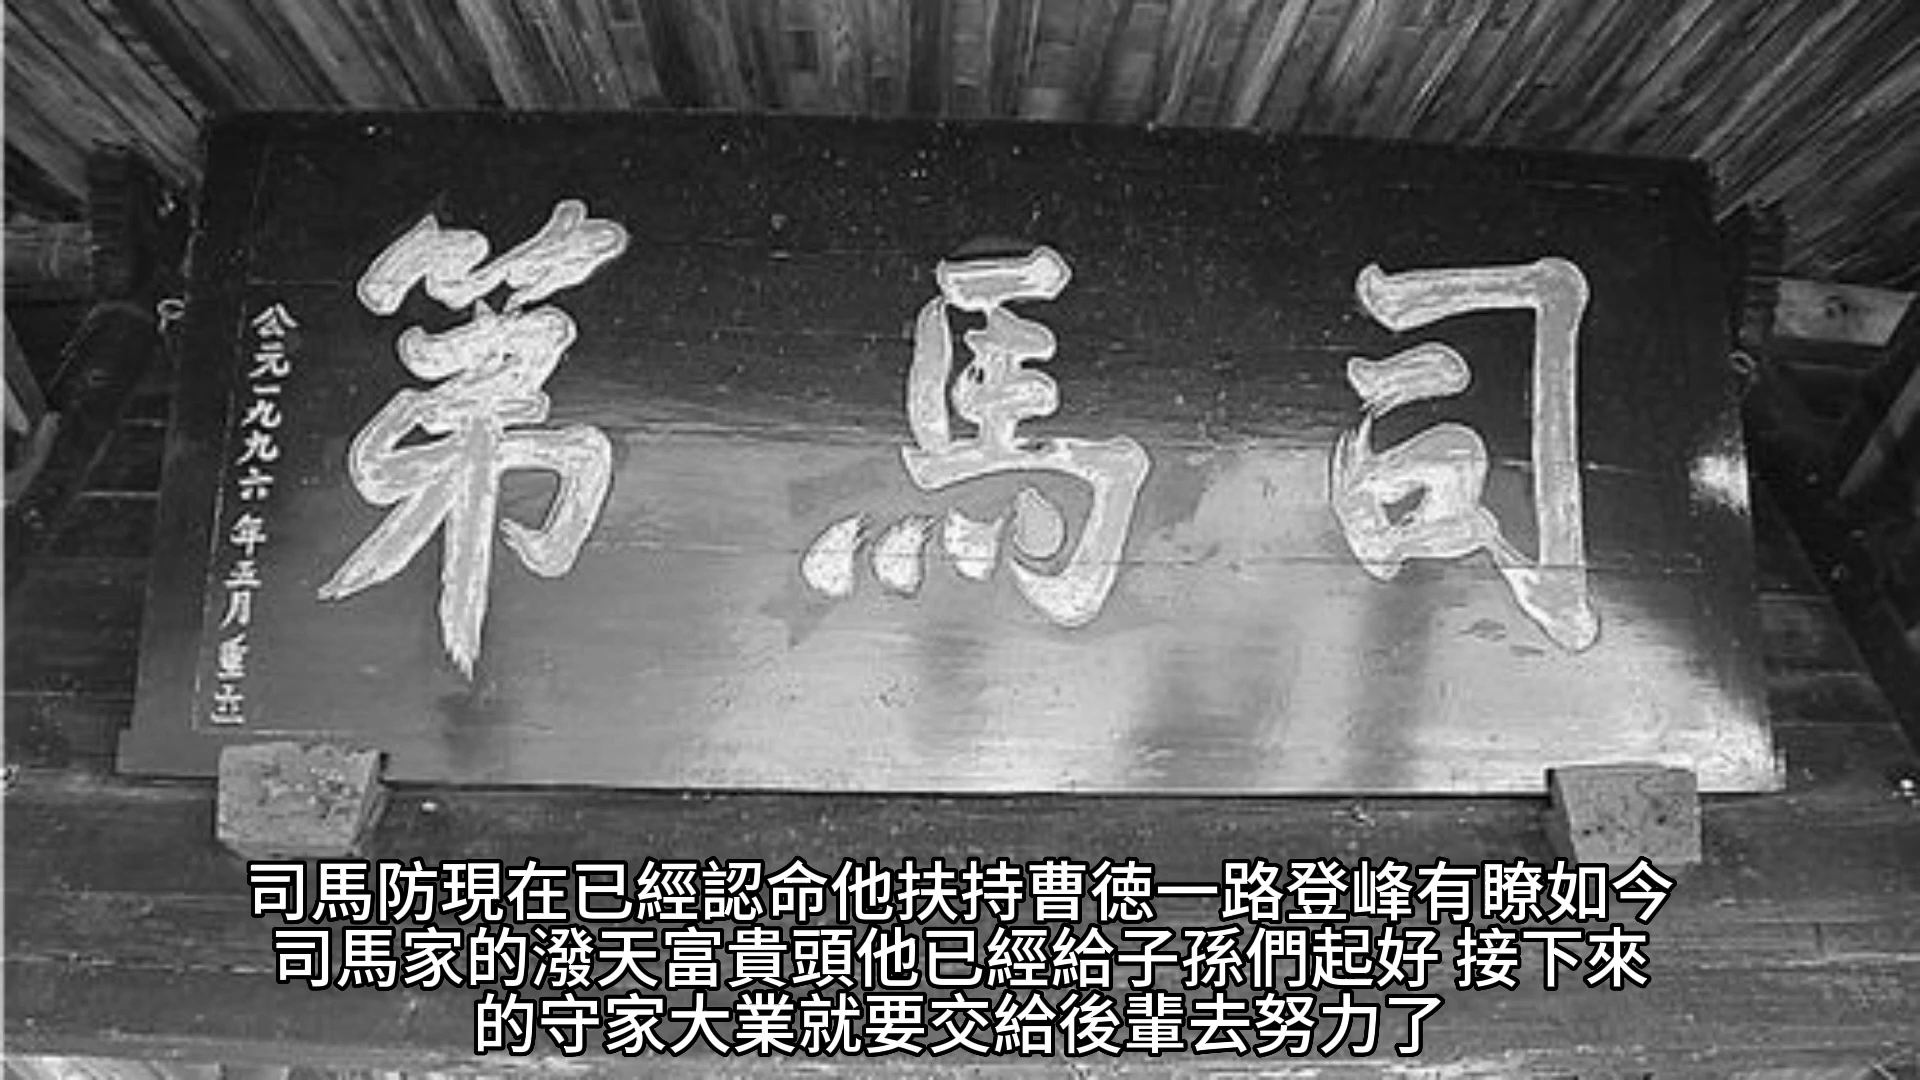 司馬第
公元一九九六年五月重立
司馬防現在已經認命他扶持曹徳一路登峰有瞭如今
司馬家的潑天富貴頭他已經給子孫們起好 接下來
的守家大業就要交給後輩去努力了